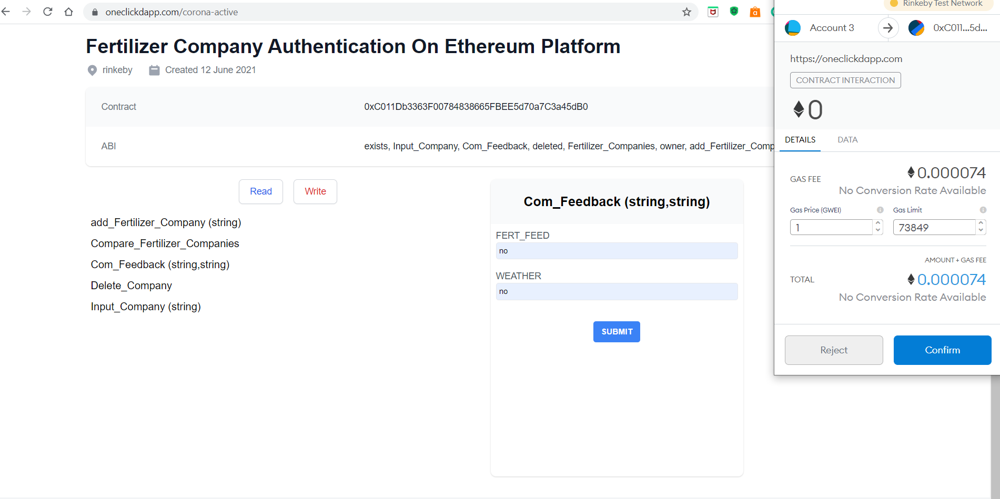 oneclickdapp.com/corona-active
Fertilizer Company Authentication On Ethereum Platform
rinkeby Created 12 June 2021
Contract 0xC011Db3363F00784838665FBEE5d70a7C3a45dB0
ABI exists, Input_Company, Com_Feedback, deleted, Fertilizer_Companies, owner, add_Fertilizer_Comp
Read Write
add_Fertilizer_Company (string)
Compare_Fertilizer_Companies
Com_Feedback (string,string)
Delete_Company
Input_Company (string)
Com_Feedback (string,string)
FERT_FEED
no
WEATHER
no
SUBMIT
Rinkeby Test Network
Account 3 0xC011...5d...
https://oneclickdapp.com
CONTRACT INTERACTION
0
DETAILS DATA
GAS FEE 0.000074
No Conversion Rate Available
Gas Price (GWEI) Gas Limit
1 73849
AMOUNT + GAS FEE
TOTAL 0.000074
No Conversion Rate Available
Reject Confirm